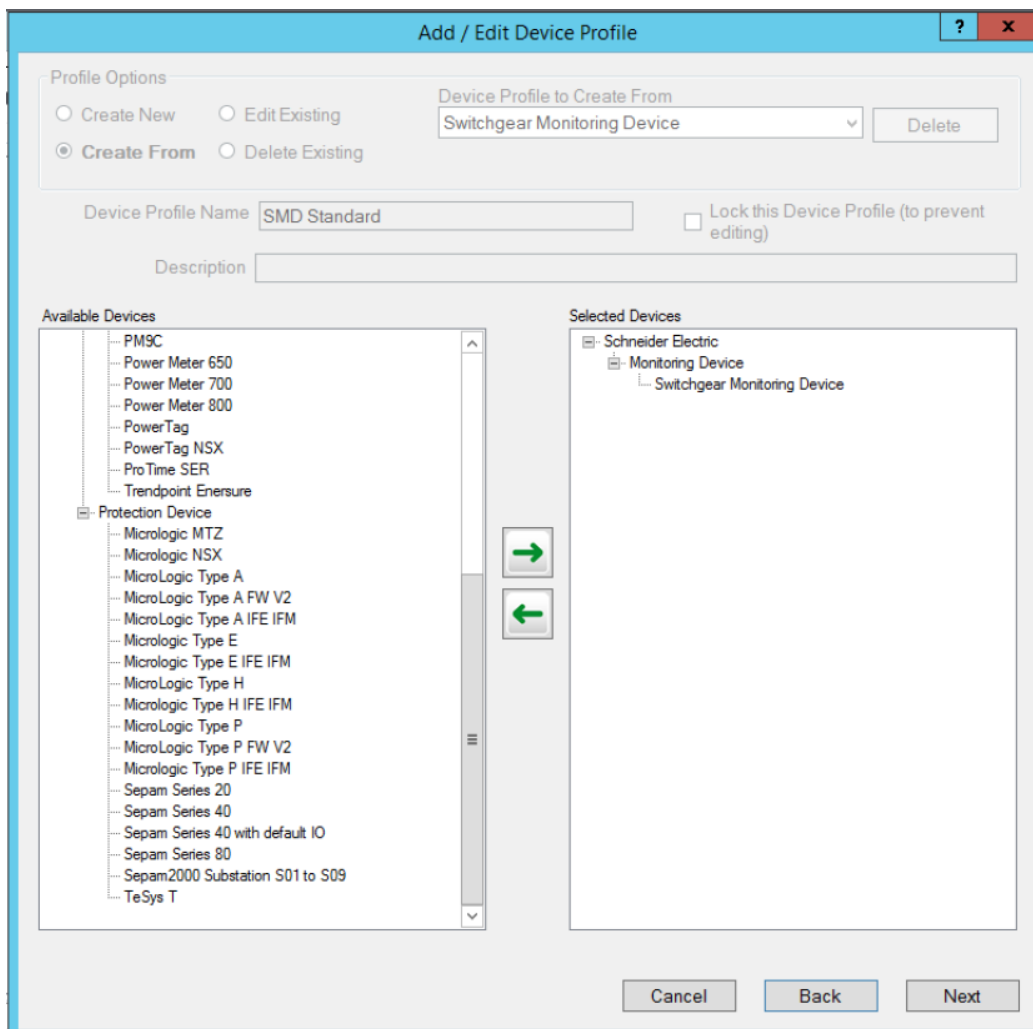 Add / Edit Device Profile
?
x
Profile Options
Create New
Edit Existing
Create From
Delete Existing
Device Profile to Create From
Switchgear Monitoring Device
Delete
Device Profile Name
SMD Standard
Lock this Device Profile (to prevent
editing)
Description
Available Devices
PM9C
Power Meter 650
Power Meter 700
Power Meter 800
PowerTag
PowerTag NSX
ProTime SER
Trendpoint Enersure
Protection Device
Micrologic MTZ
Micrologic NSX
MicroLogic Type A
MicroLogic Type A FW V2
MicroLogic Type A IFE IFM
Micrologic Type E
Micrologic Type E IFE IFM
MicroLogic Type H
Micrologic Type H IFE IFM
MicroLogic Type P
MicroLogic Type P FW V2
Micrologic Type P IFE IFM
Sepam Series 20
Sepam Series 40
Sepam Series 40 with default IO
Sepam Series 80
Sepam2000 Substation S01 to S09
TeSys T
Selected Devices
Schneider Electric
Monitoring Device
Switchgear Monitoring Device
Cancel
Back
Next